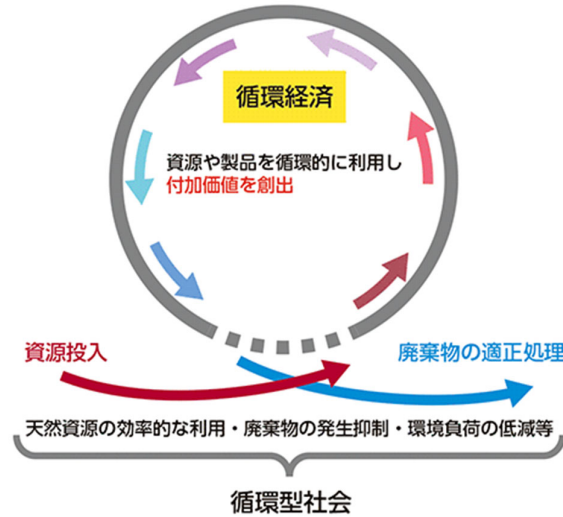 循環経済
資源や製品を循環的に利用し
付加価値を創出
資源投入
廃棄物の適正処理
天然資源の効率的な利用・廃棄物の発生抑制・環境負荷の低減等
循環型社会